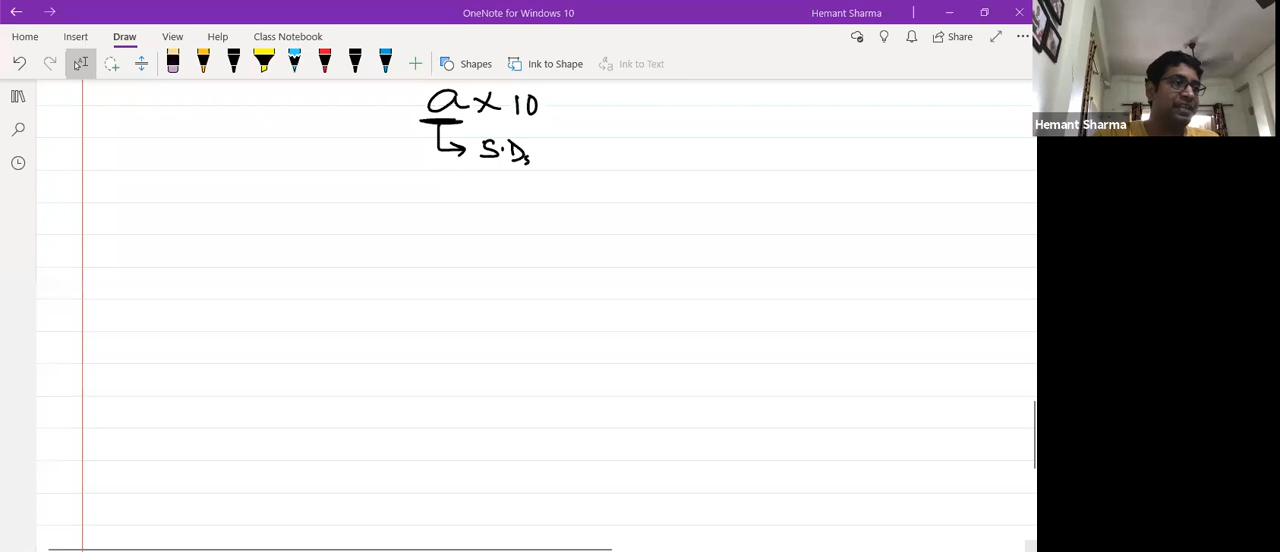 OneNote for Windows 10
Hemant Sharma
Home Insert Draw View Help Class Notebook
Share
Shapes Ink to Shape Ink to Text
a × 10
S.Ds
Hemant Sharma